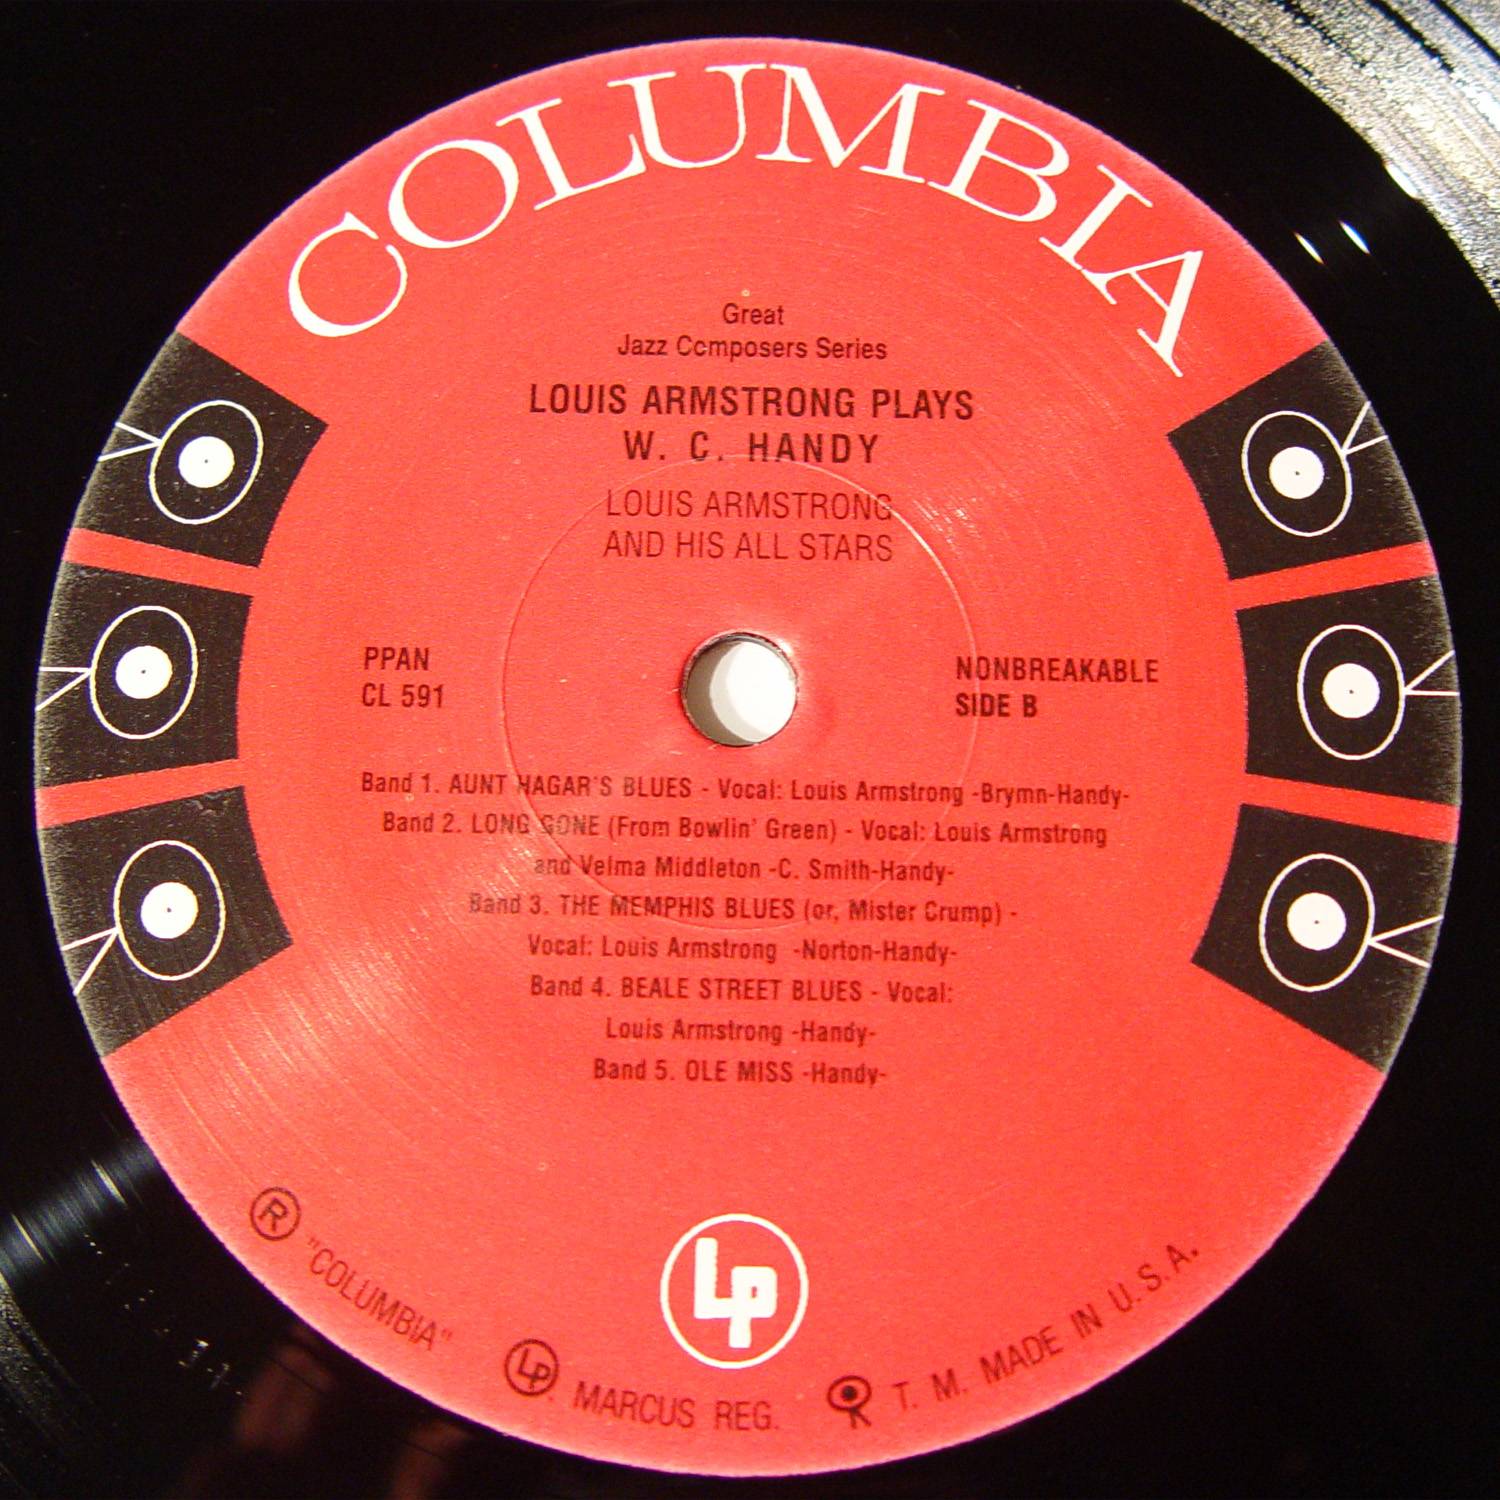 COLUMBIA
Great
Jazz Composers Series
LOUIS ARMSTRONG PLAYS
W. C. HANDY
LOUIS ARMSTRONG
AND HIS ALL STARS
PPAN
CL 591
NONBREAKABLE
SIDE B
Band 1. AUNT HAGAR'S BLUES - Vocal: Louis Armstrong -Brymn-Handy-
Band 2. LONG GONE (From Bowlin' Green) - Vocal: Louis Armstrong
and Velma Middleton -C. Smith-Handy-
Band 3. THE MEMPHIS BLUES (or, Mister Crump) -
Vocal: Louis Armstrong -Norton-Handy-
Band 4. BEALE STREET BLUES - Vocal:
Louis Armstrong -Handy-
Band 5. OLE MISS -Handy-
LP
® "COLUMBIA" LP. MARCUS REG. T. M. MADE IN U.S.A.